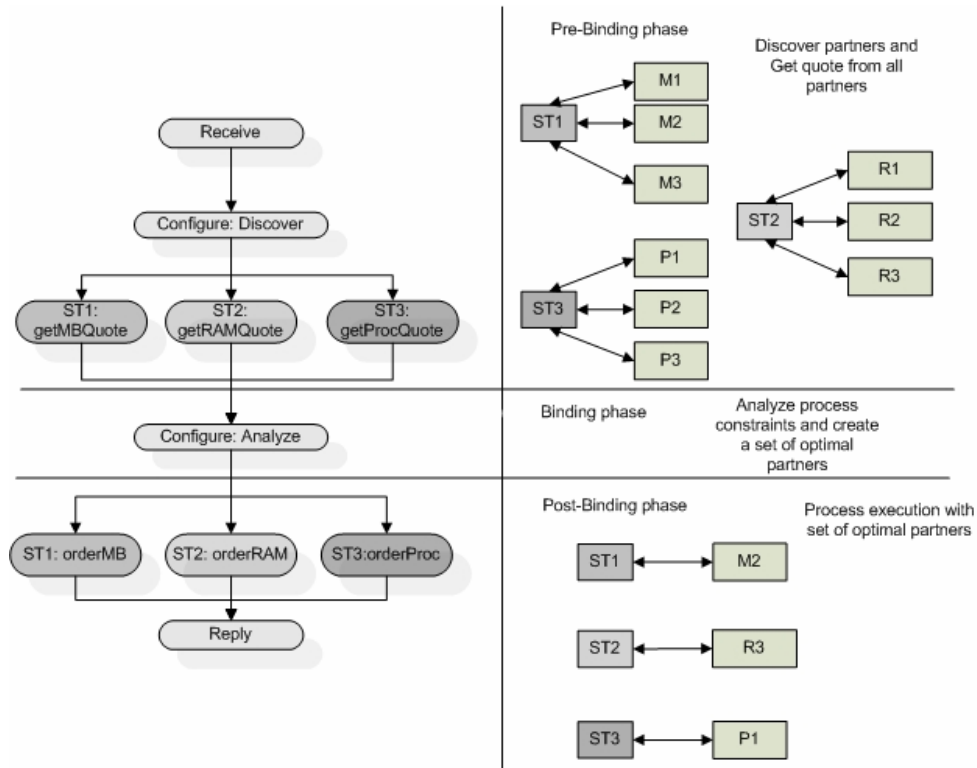 Receive
Configure: Discover
ST1:
getMBQuote
ST2:
getRAMQuote
ST3:
getProcQuote
Configure: Analyze
ST1: orderMB
ST2: orderRAM
ST3:orderProc
Reply
Pre-Binding phase
Discover partners and
Get quote from all
partners
ST1
M1
M2
M3
ST2
R1
R2
R3
ST3
P1
P2
P3
Binding phase
Analyze process
constraints and create
a set of optimal
partners
Post-Binding phase
Process execution with
set of optimal partners
ST1
M2
ST2
R3
ST3
P1